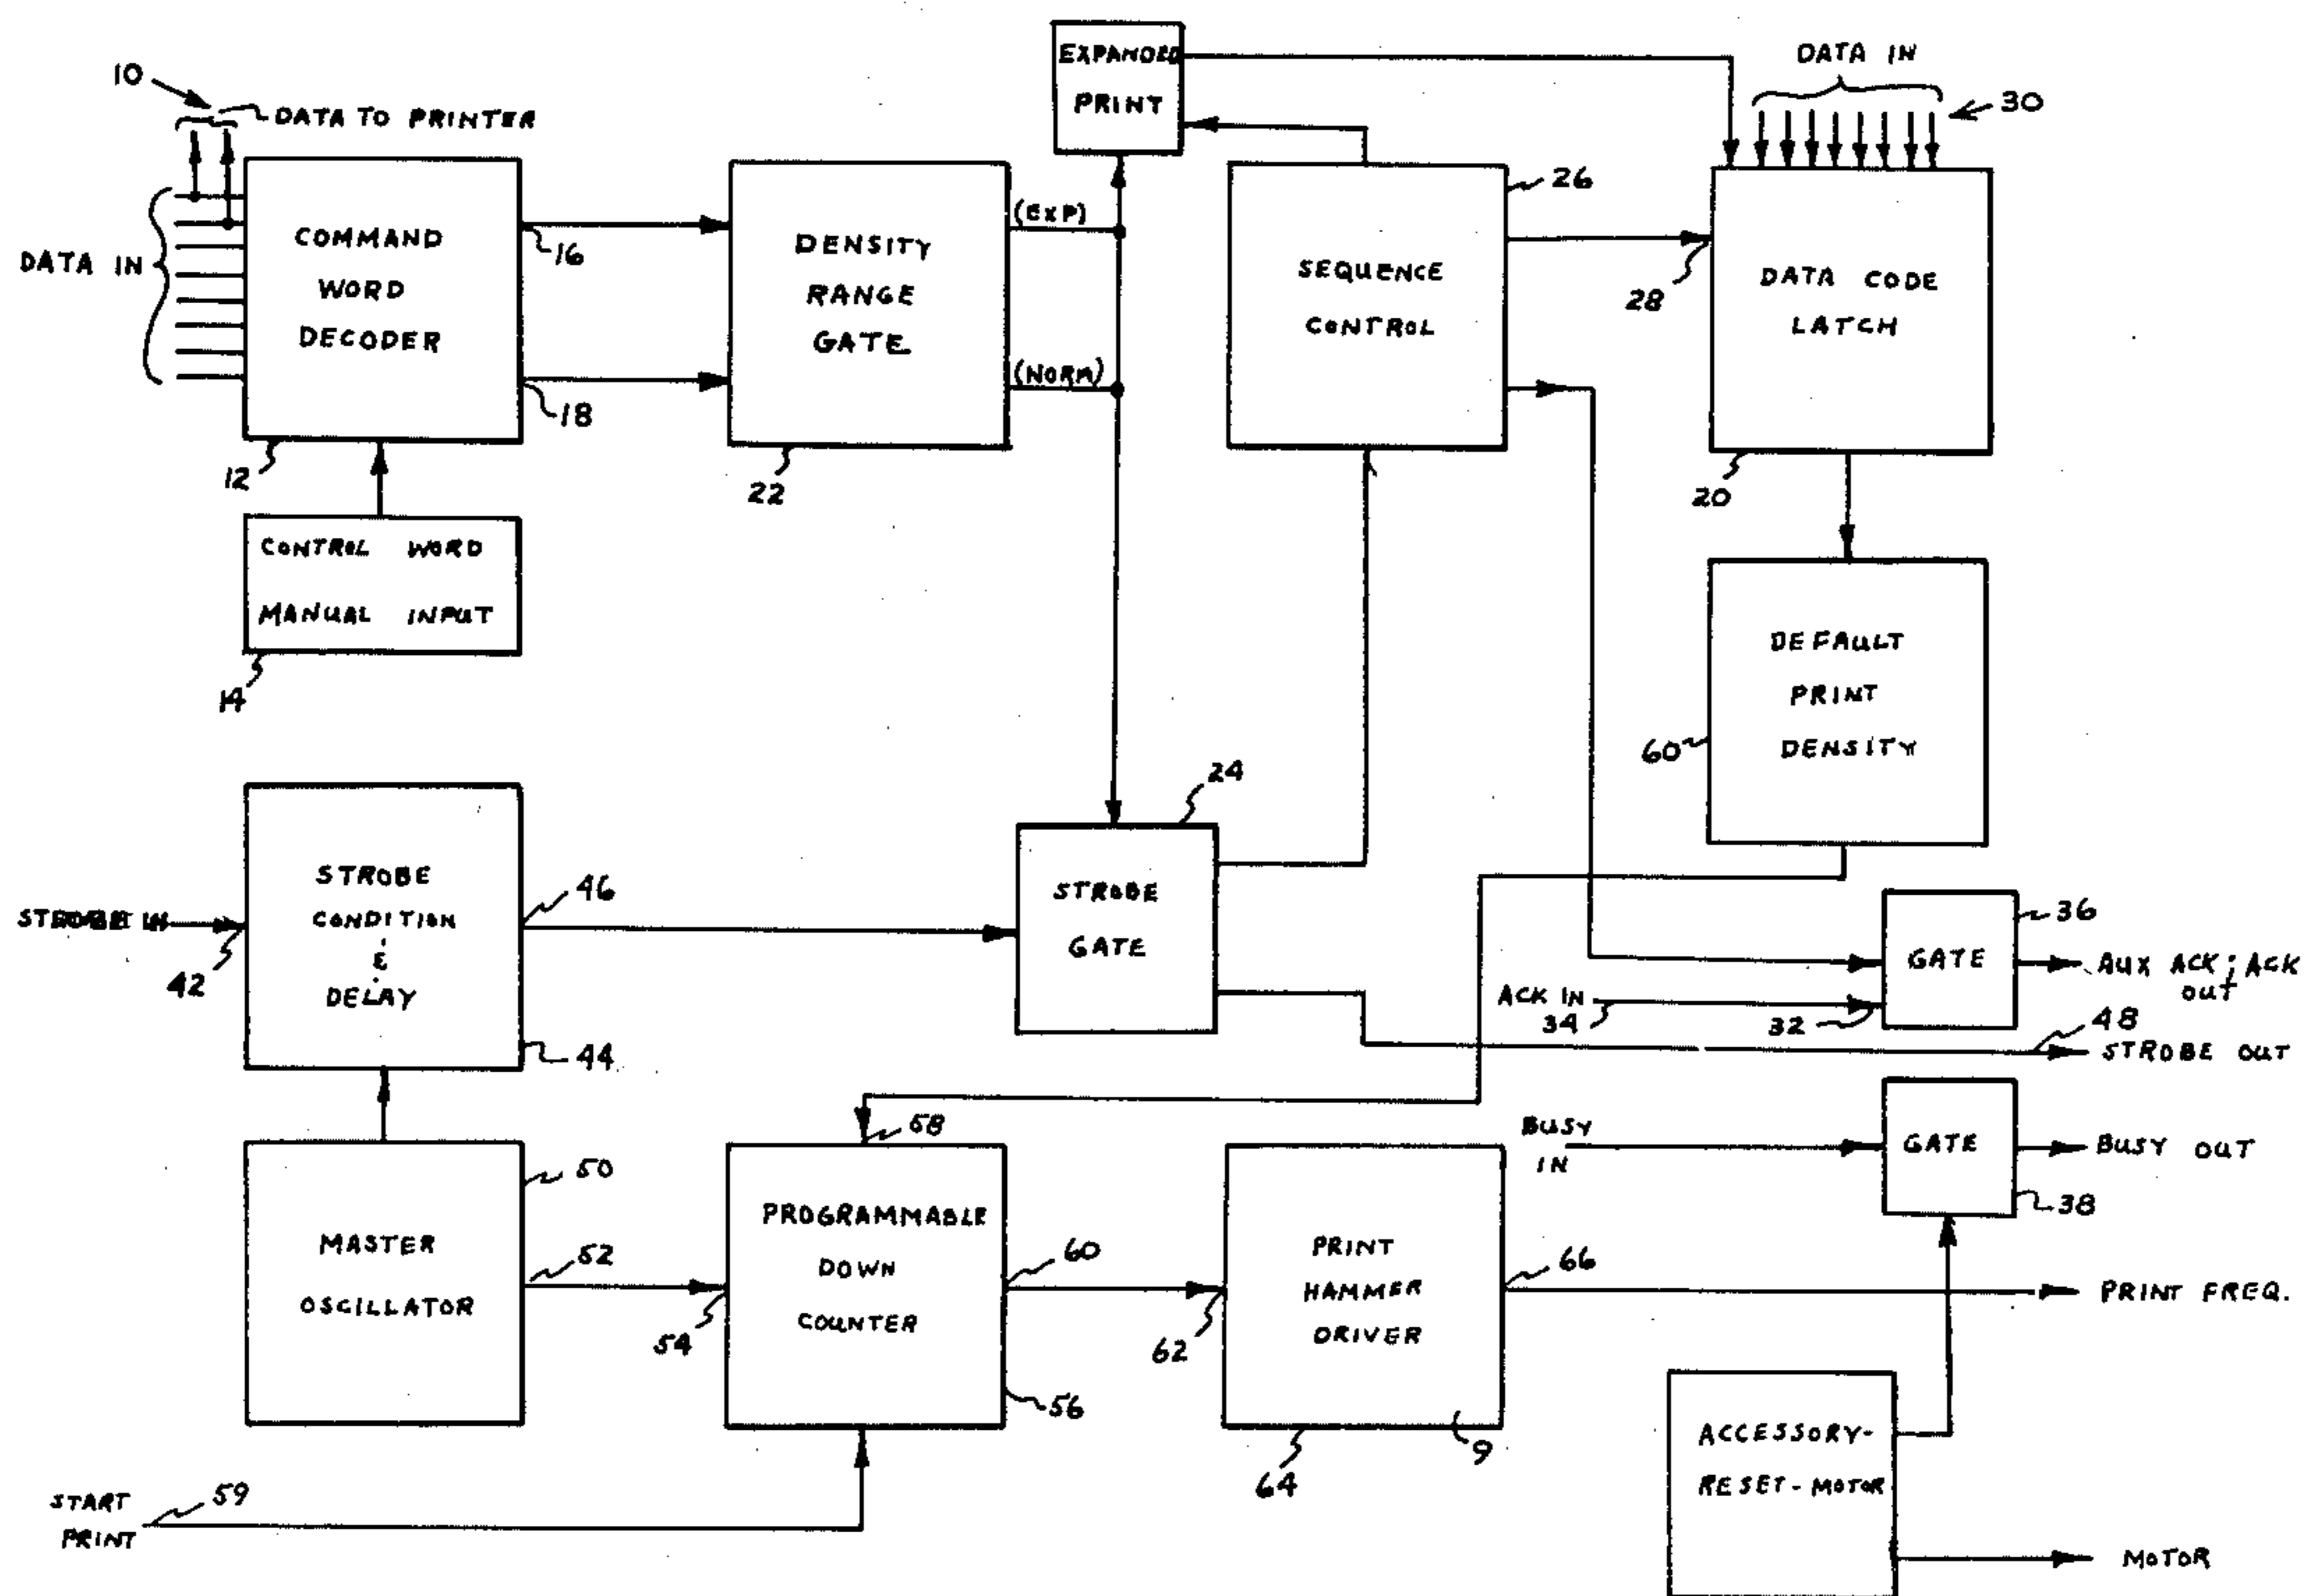 EXPANDED
PRINT
DATA IN
10
DATA TO PRINTER
30
26
DATA IN
COMMAND
WORD
DECODER
16
18
12
DENSITY
RANGE
GATE
22
(EXP)
(NORM)
SEQUENCE
CONTROL
28
DATA CODE
LATCH
20
CONTROL WORD
MANUAL INPUT
14
DEFAULT
PRINT
DENSITY
60
24
STROBE IN
42
STROBE
CONDITION
&
DELAY
46
44
STROBE
GATE
36
GATE
AUX ACK; ACK
OUT
ACK IN
34
32
48
STROBE OUT
58
BUSY
IN
GATE
BUSY OUT
38
50
MASTER
OSCILLATOR
52
54
PROGRAMMABLE
DOWN
COUNTER
60
56
62
PRINT
HAMMER
DRIVER
66
PRINT FREQ.
9
64
ACCESSORY-
RESET-MOTOR
START
PRINT
59
MOTOR